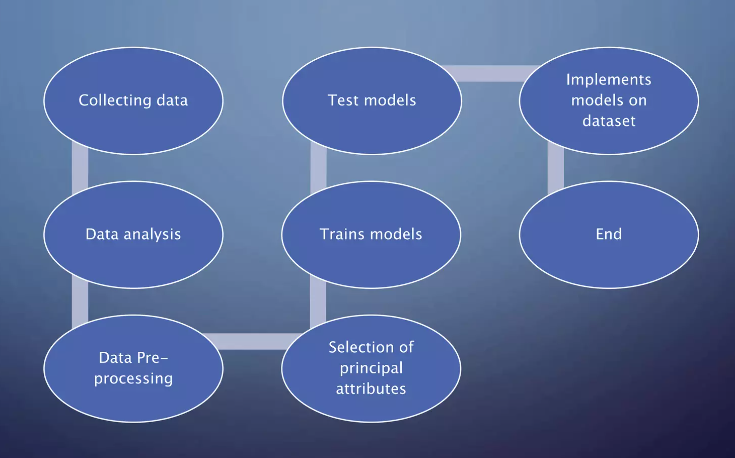 Collecting data
Data analysis
Data Pre-
processing
Selection of
principal
attributes
Trains models
Test models
Implements
models on
dataset
End